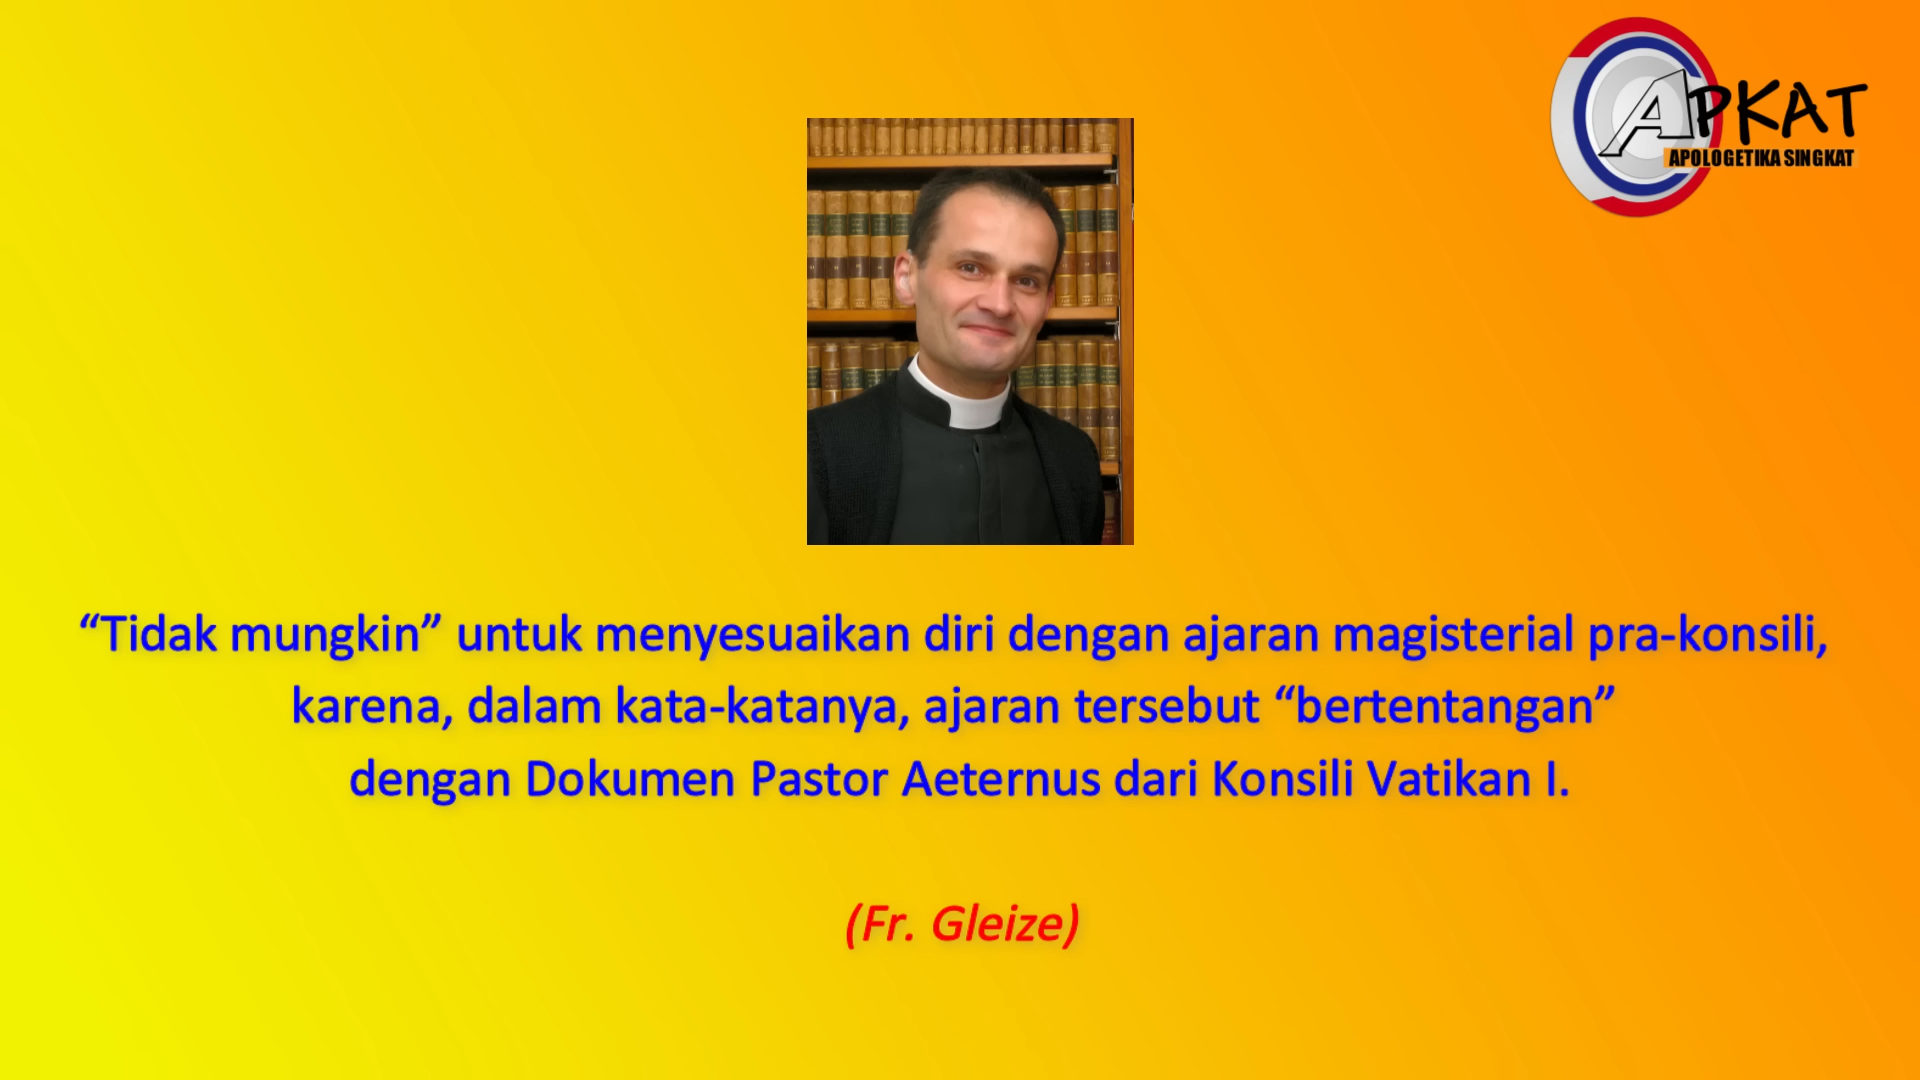 APKAT
APOLOGETIKA SINGKAT
“Tidak mungkin” untuk menyesuaikan diri dengan ajaran magisterial pra-konsili,
karena, dalam kata-katanya, ajaran tersebut “bertentangan”
dengan Dokumen Pastor Aeternus dari Konsili Vatikan I.
(Fr. Gleize)